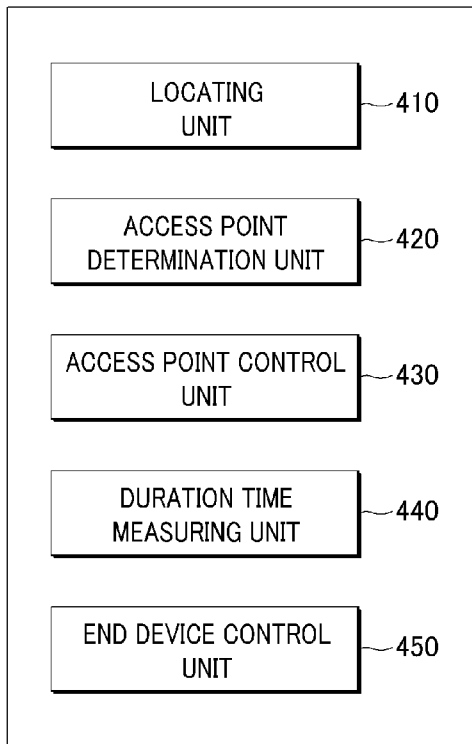 LOCATING
UNIT
410
ACCESS POINT
DETERMINATION UNIT
420
ACCESS POINT CONTROL
UNIT
430
DURATION TIME
MEASURING UNIT
440
END DEVICE CONTROL
UNIT
450